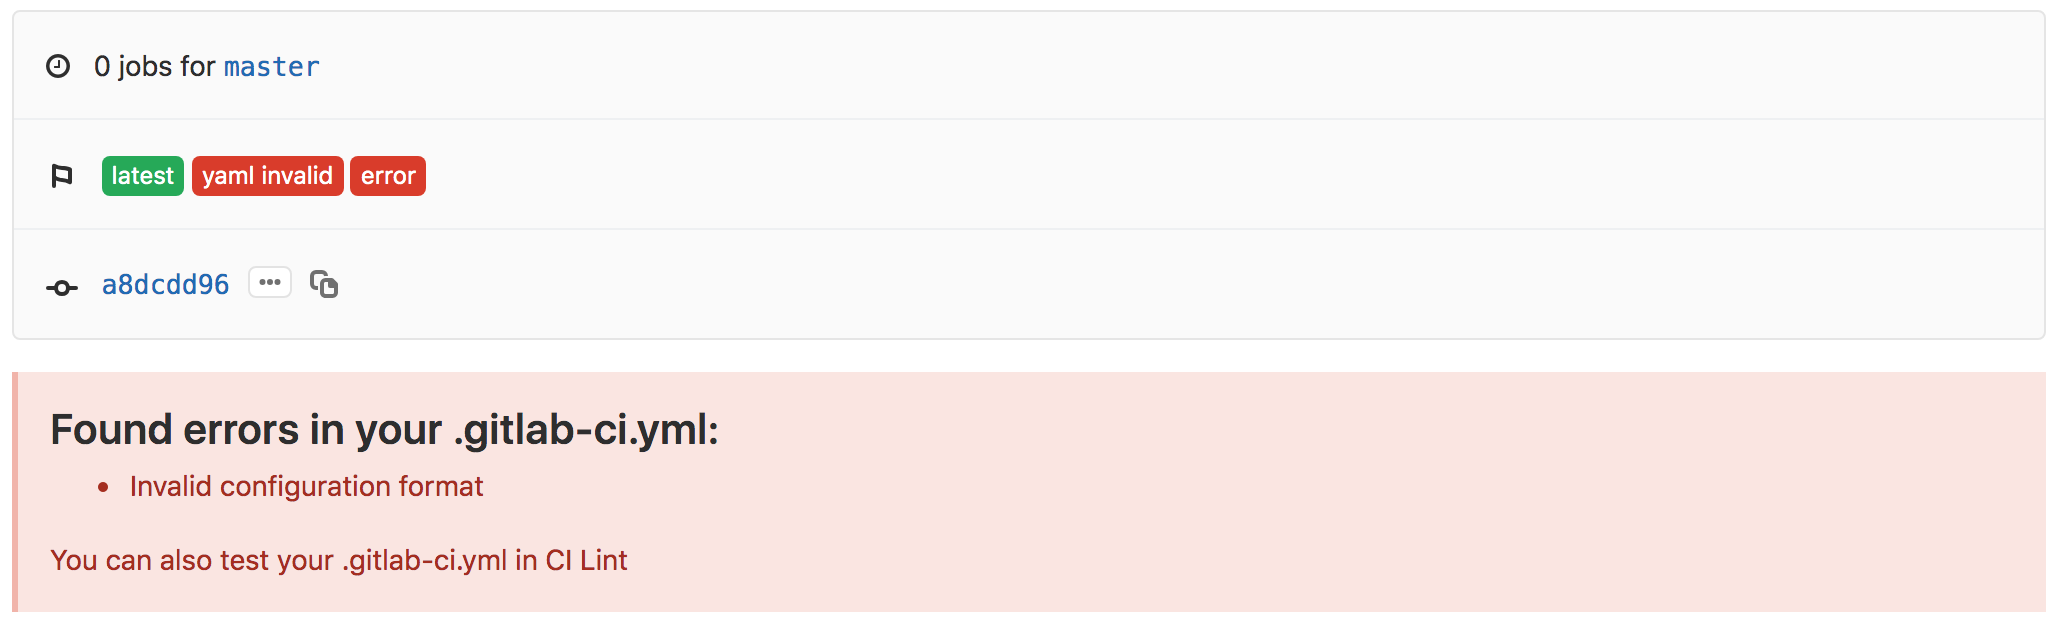 0 jobs for master
latest yaml invalid error
a8dcdd96 •••
Found errors in your .gitlab-ci.yml:
• Invalid configuration format
You can also test your .gitlab-ci.yml in CI Lint